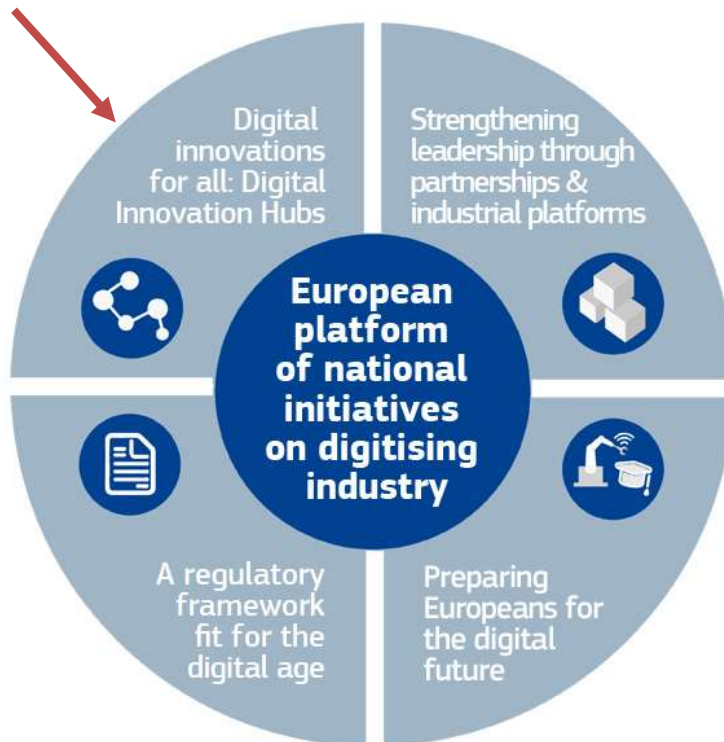 Digital
innovations
for all: Digital
Innovation Hubs
Strengthening
leadership through
partnerships &
industrial platforms
European
platform
of national
initiatives
on digitising
industry
A regulatory
framework
fit for the
digital age
Preparing
Europeans for
the digital
future